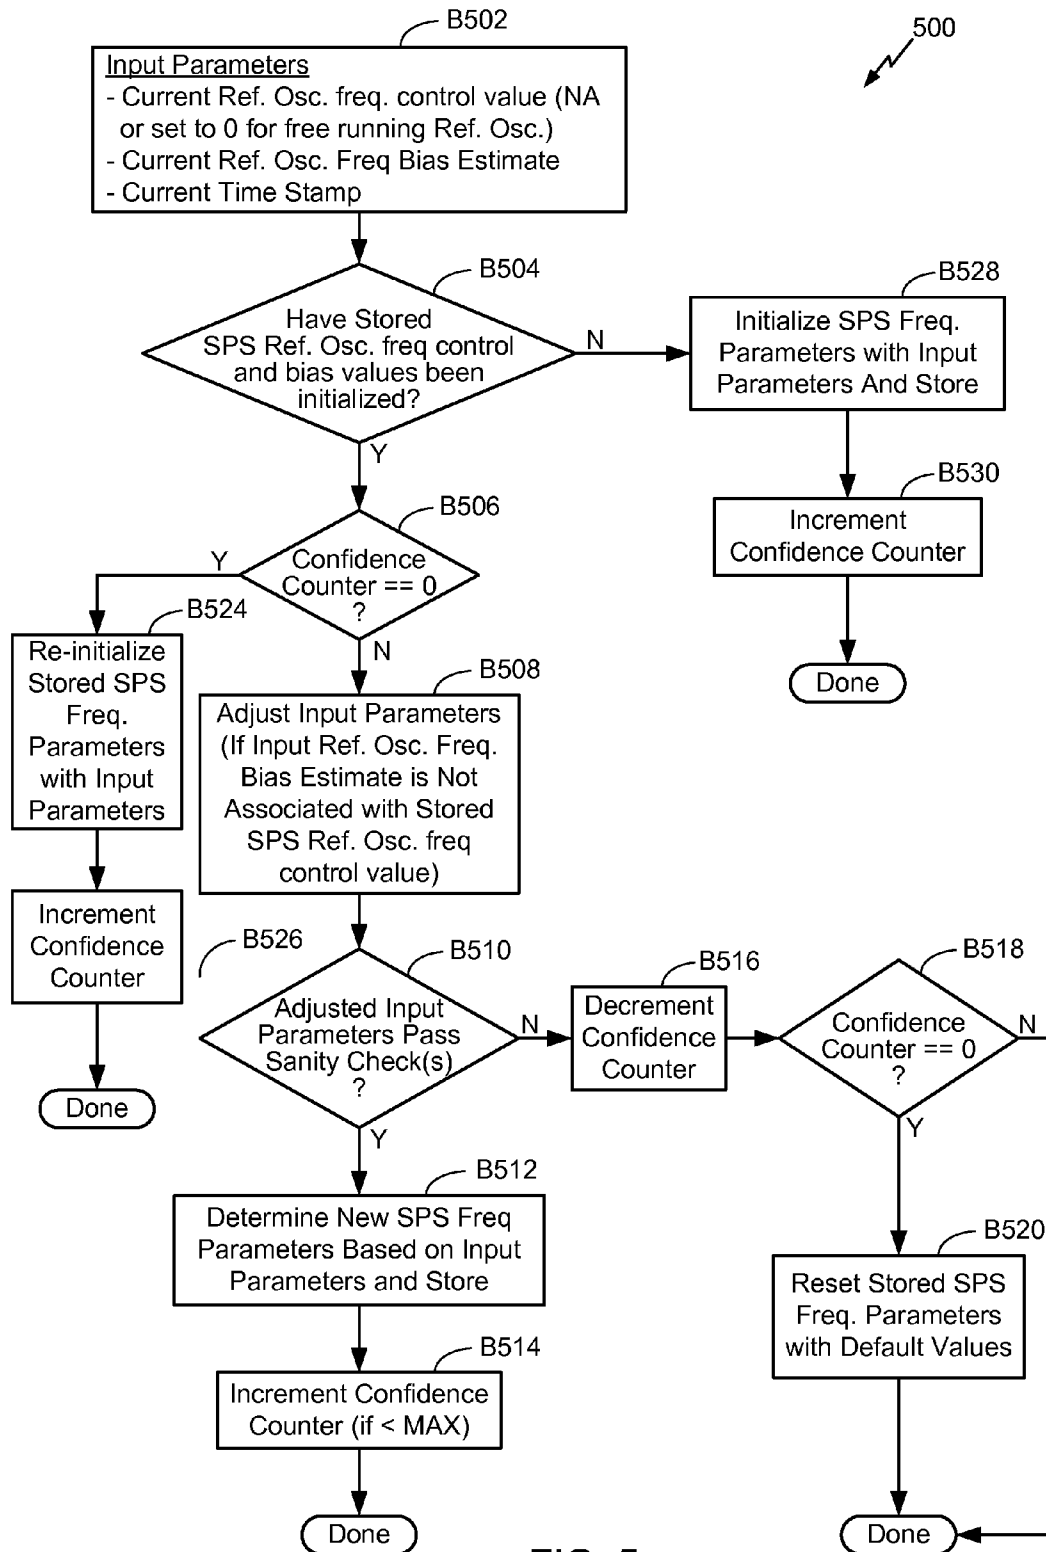 B502
500
Input Parameters
- Current Ref. Osc. freq. control value (NA
or set to 0 for free running Ref. Osc.)
- Current Ref. Osc. Freq Bias Estimate
- Current Time Stamp
B504
Have Stored
SPS Ref. Osc. freq control
and bias values been
initialized?
N
Y
B528
Initialize SPS Freq.
Parameters with Input
Parameters And Store
B530
Increment
Confidence Counter
Done
B506
Confidence
Counter == 0
?
Y
N
B524
Re-initialize
Stored SPS
Freq.
Parameters
with Input
Parameters
B508
Adjust Input Parameters
(If Input Ref. Osc. Freq.
Bias Estimate is Not
Associated with Stored
SPS Ref. Osc. freq
control value)
Increment
Confidence
Counter
B526
Done
B510
Adjusted Input
Parameters Pass
Sanity Check(s)
?
N
Y
B516
Decrement
Confidence
Counter
B518
Confidence
Counter == 0
?
N
Y
B512
Determine New SPS Freq
Parameters Based on Input
Parameters and Store
B520
Reset Stored SPS
Freq. Parameters
with Default Values
B514
Increment Confidence
Counter (if < MAX)
Done
Done